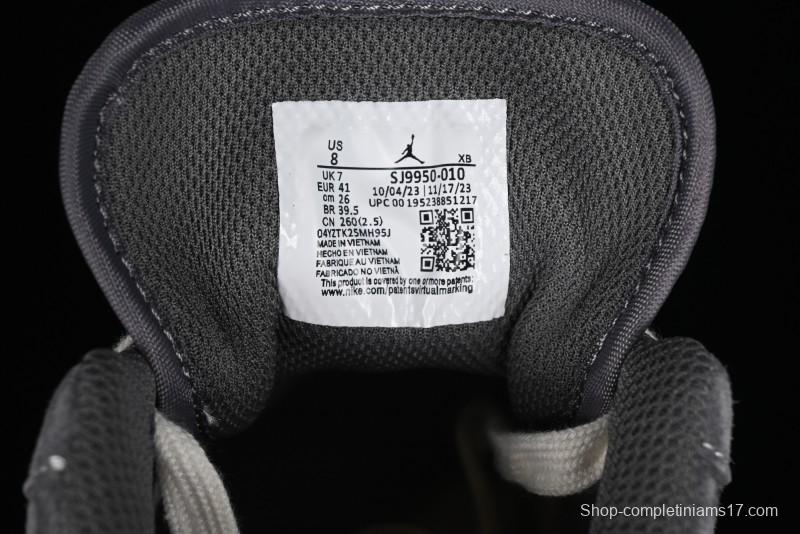 US
8
XB
UK 7
SJ9950-010
EUR 41
10/04/23 | 11/17/23
cm 26
UPC 00 195238851217
BR 39.5
CN 260(2.5)
04YZTK25MH95J
MADE IN VIETNAM
HECHO EN VIETNAM
FABRIQUE AU VIETNAM
FABRICADO NO VIETNÃ
This product is covered by one or more patents:
www.nike.com/patentsvirtualmarking
Shop-completiniams17.com